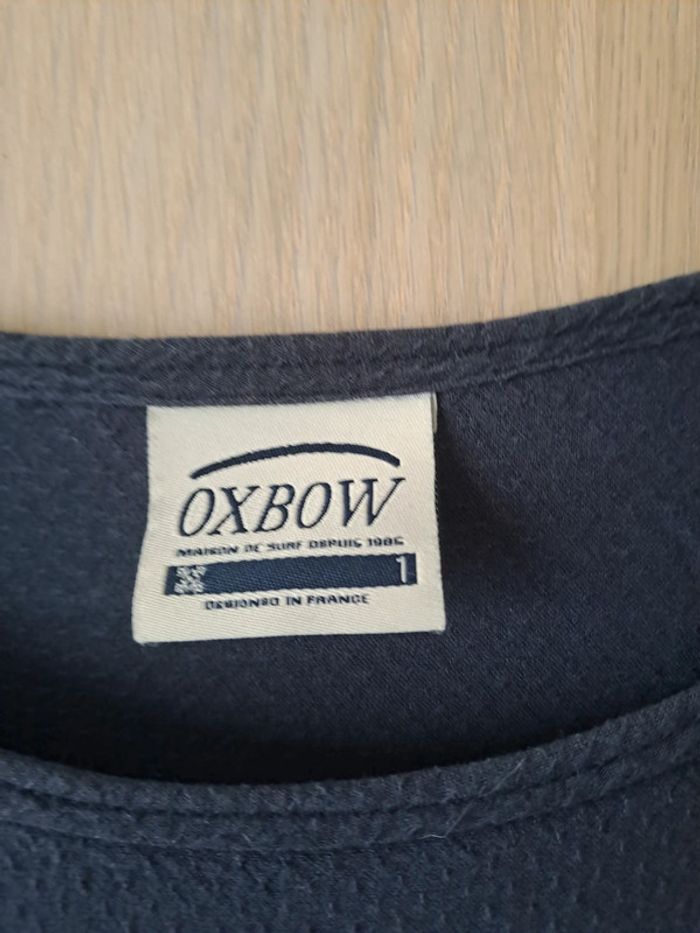 OXBOW
MAISON DE SURF DEPUIS 1985
1
DESIGNED IN FRANCE